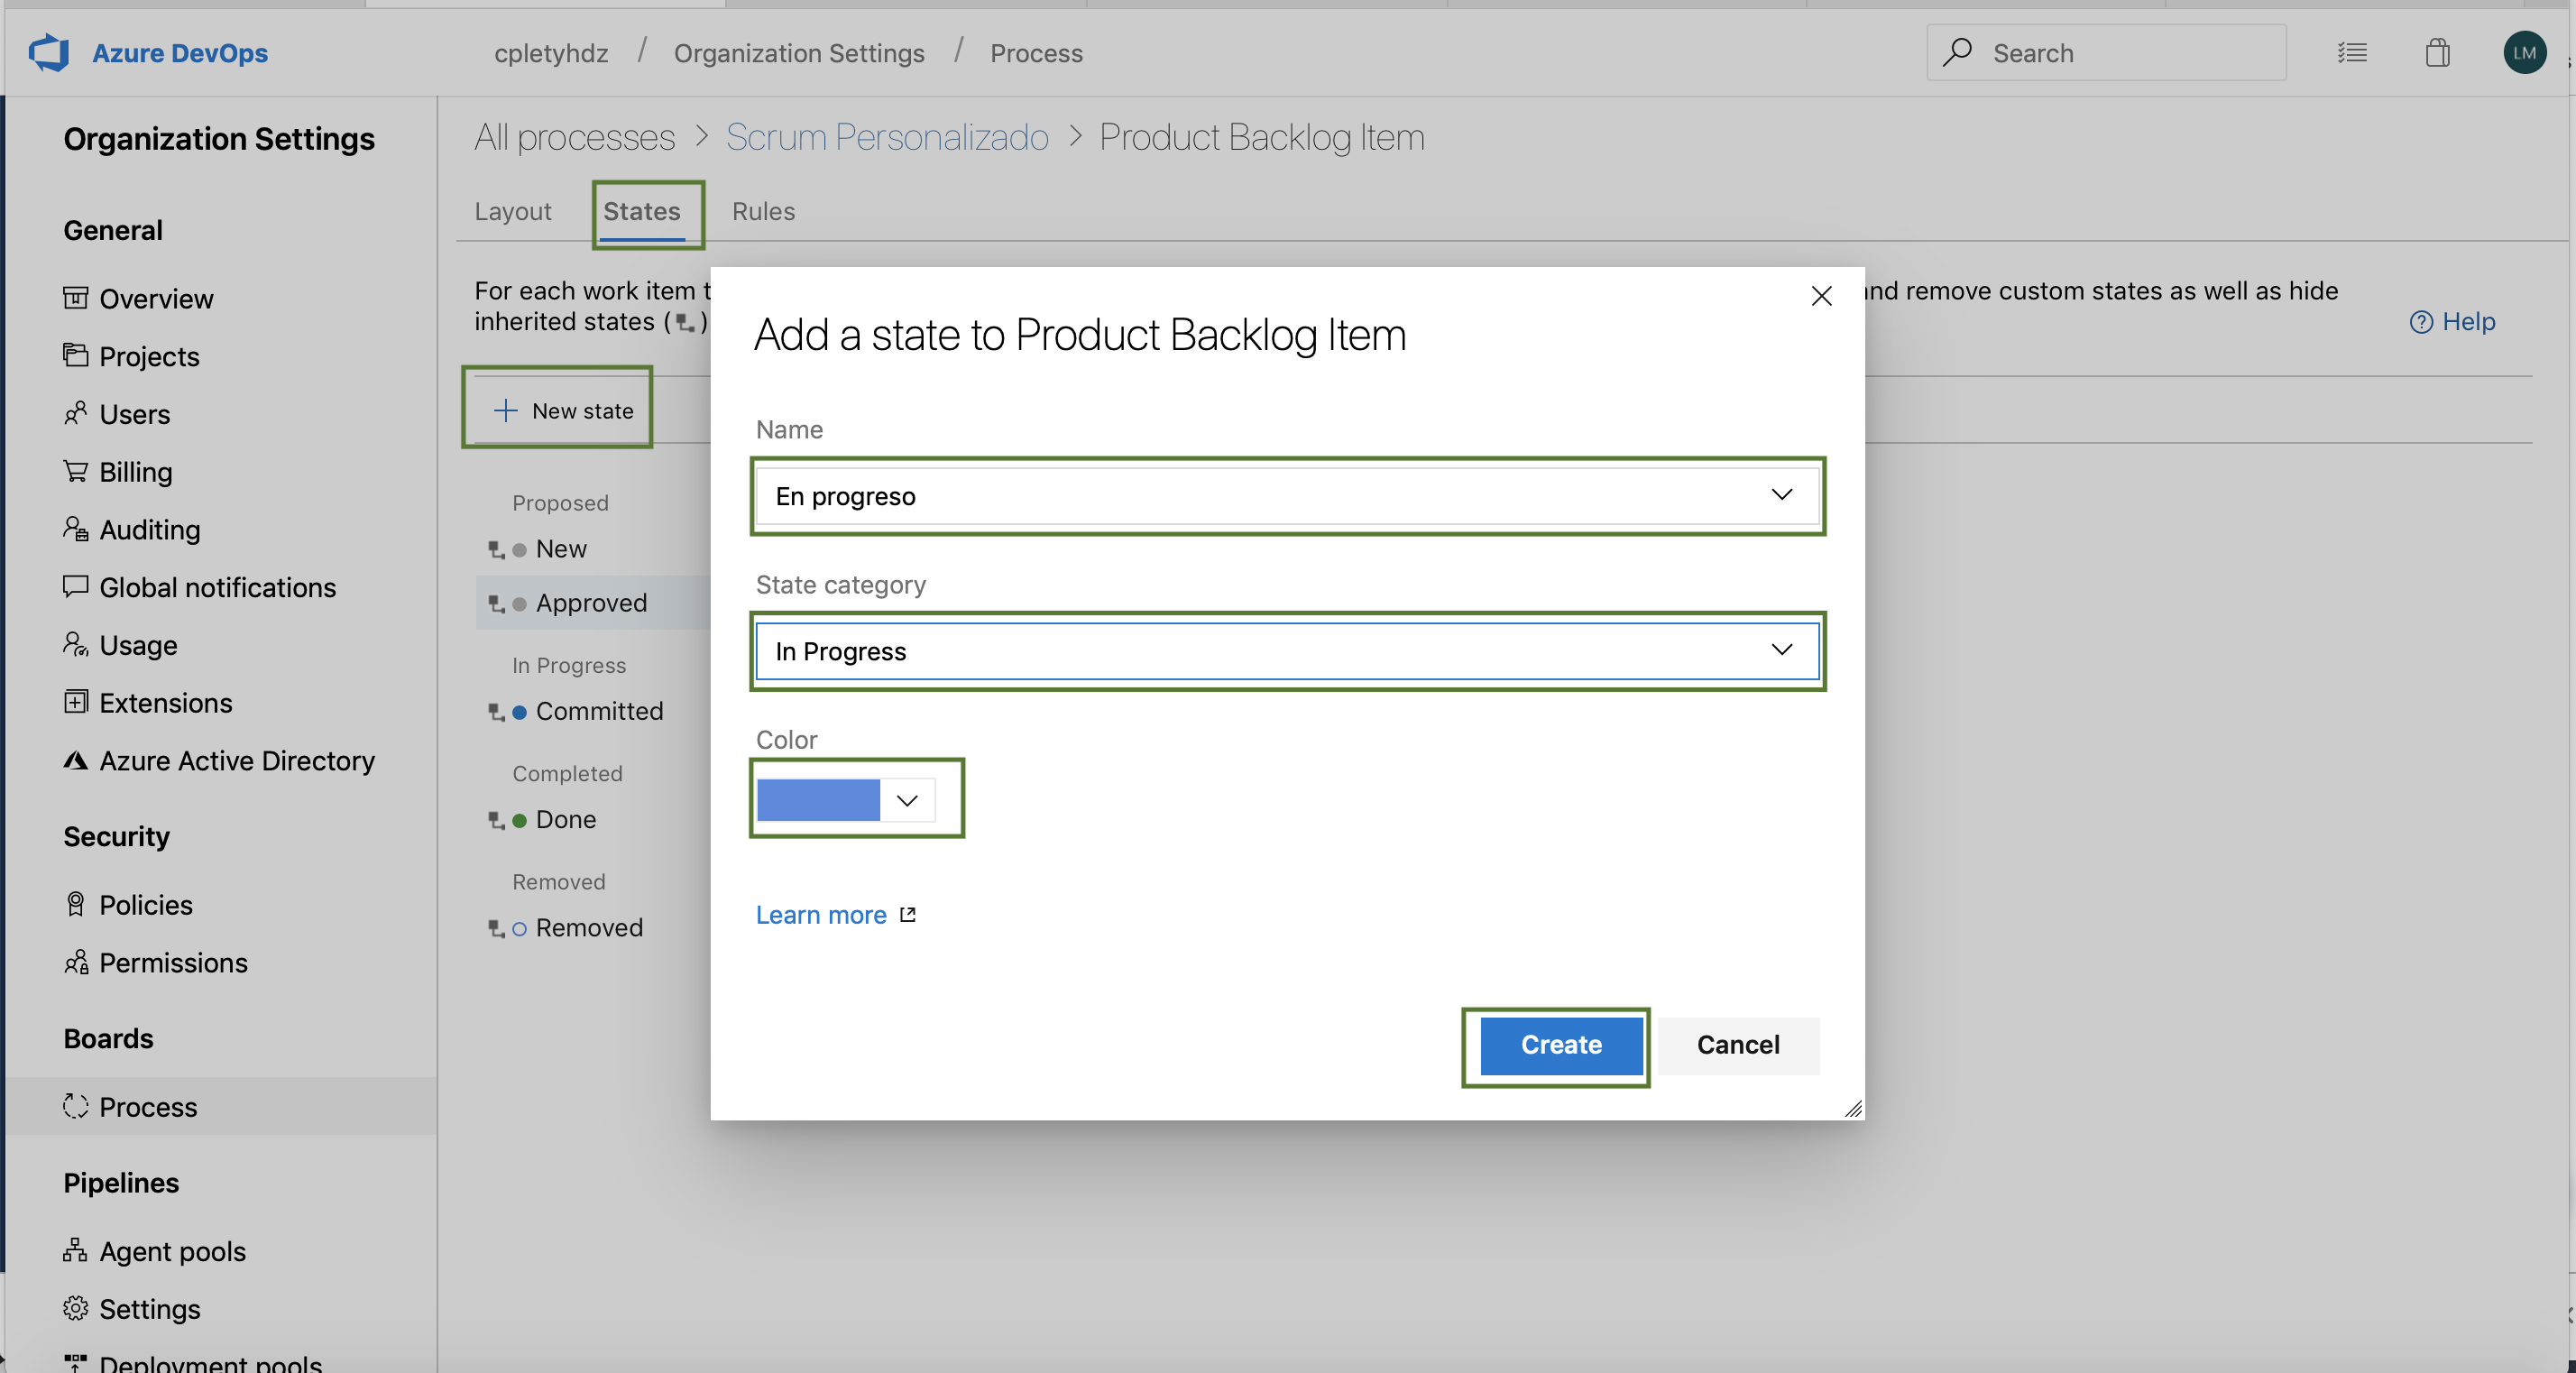 Azure DevOps
cpletyhdz / Organization Settings / Process
Search
LM
Organization Settings
General
Overview
Projects
Users
Billing
Auditing
Global notifications
Usage
Extensions
Azure Active Directory
Security
Policies
Permissions
Boards
Process
Pipelines
Agent pools
Settings
Deployment pools
All processes > Scrum Personalizado > Product Backlog Item
Layout States Rules
For each work item t
nd remove custom states as well as hide
inherited states ( )
Help
New state
Proposed
New
Approved
In Progress
Committed
Completed
Done
Removed
Removed
Add a state to Product Backlog Item
Name
En progreso
State category
In Progress
Color
Learn more
Create Cancel